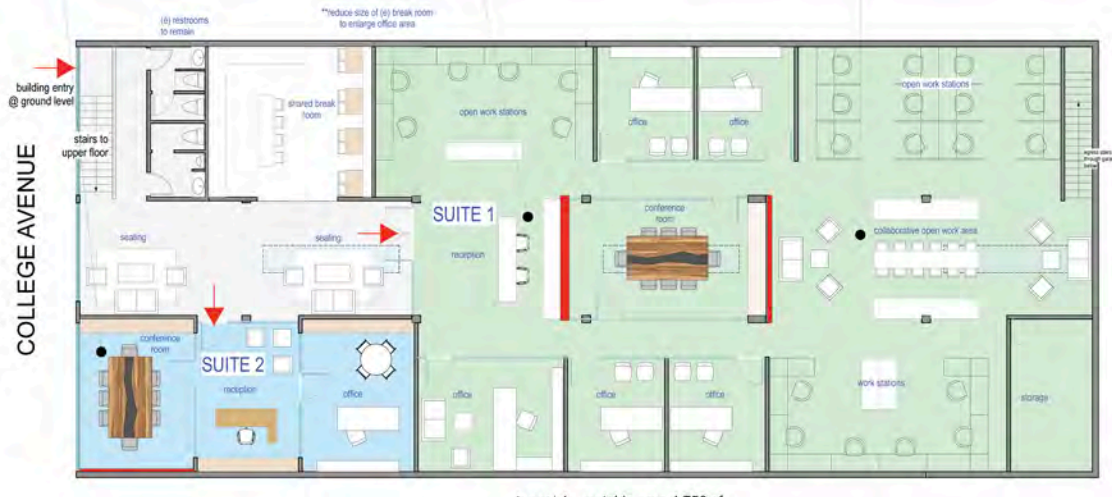 (e) restrooms
to remain
**reduce size of (e) break room
to enlarge office area
building entry
@ ground level
stairs to
upper floor
COLLEGE AVENUE
shared break
room
open work stations
office
office
open work stations
seating
seating
SUITE 1
reception
conference
room
collaborative open work area
conference
room
SUITE 2
reception
office
office
office
office
work stations
storage